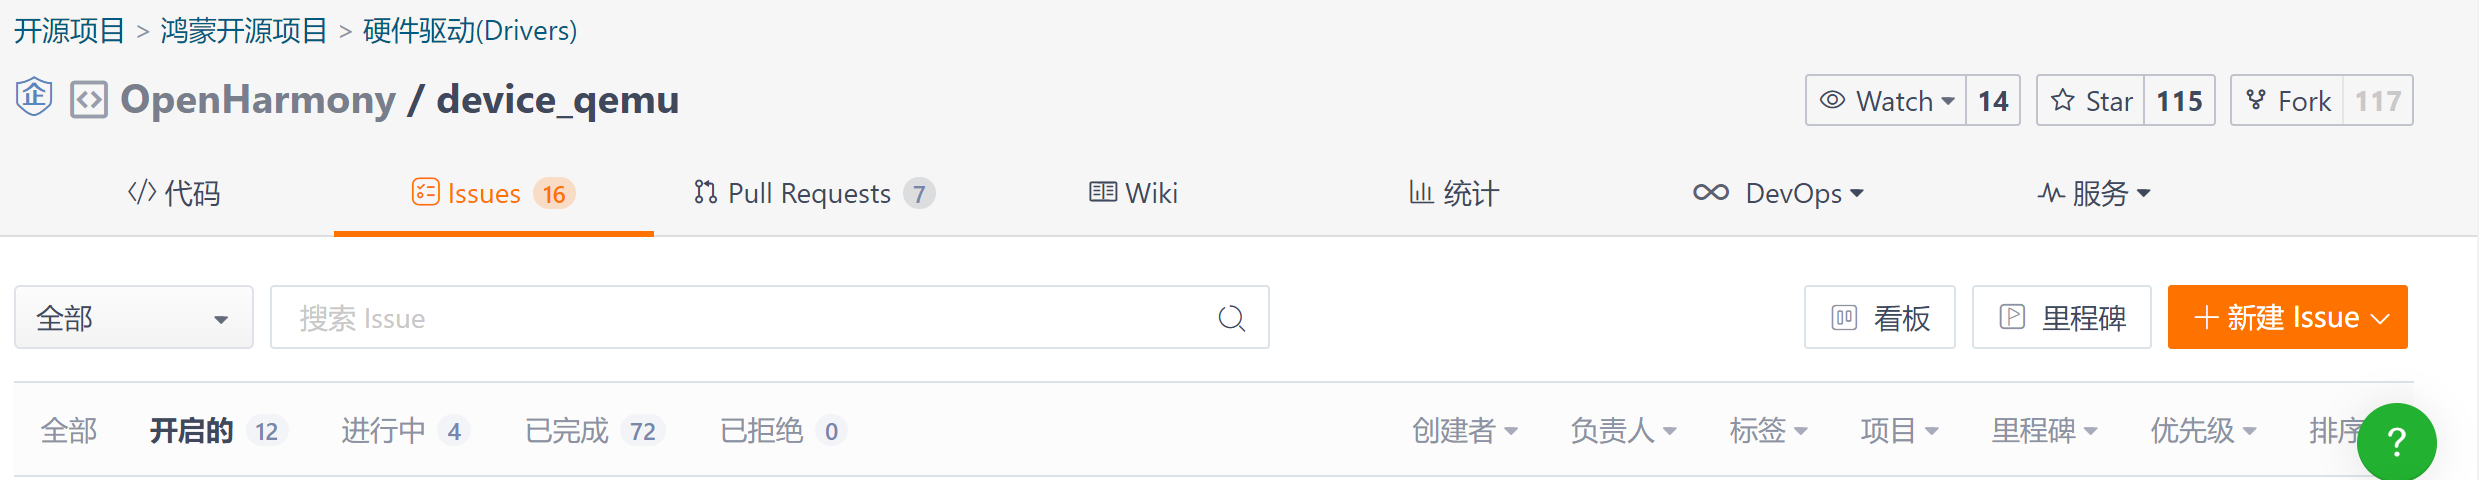 开源项目 > 鸿蒙开源项目 > 硬件驱动(Drivers)
企 OpenHarmony / device_qemu Watch 14 Star 115 Fork 117
代码 Issues 16 Pull Requests 7 Wiki 统计 DevOps 服务
全部 搜索 Issue 看板 里程碑 新建 Issue
全部 开启的 12 进行中 4 已完成 72 已拒绝 0 创建者 负责人 标签 项目 里程碑 优先级 排序 ?